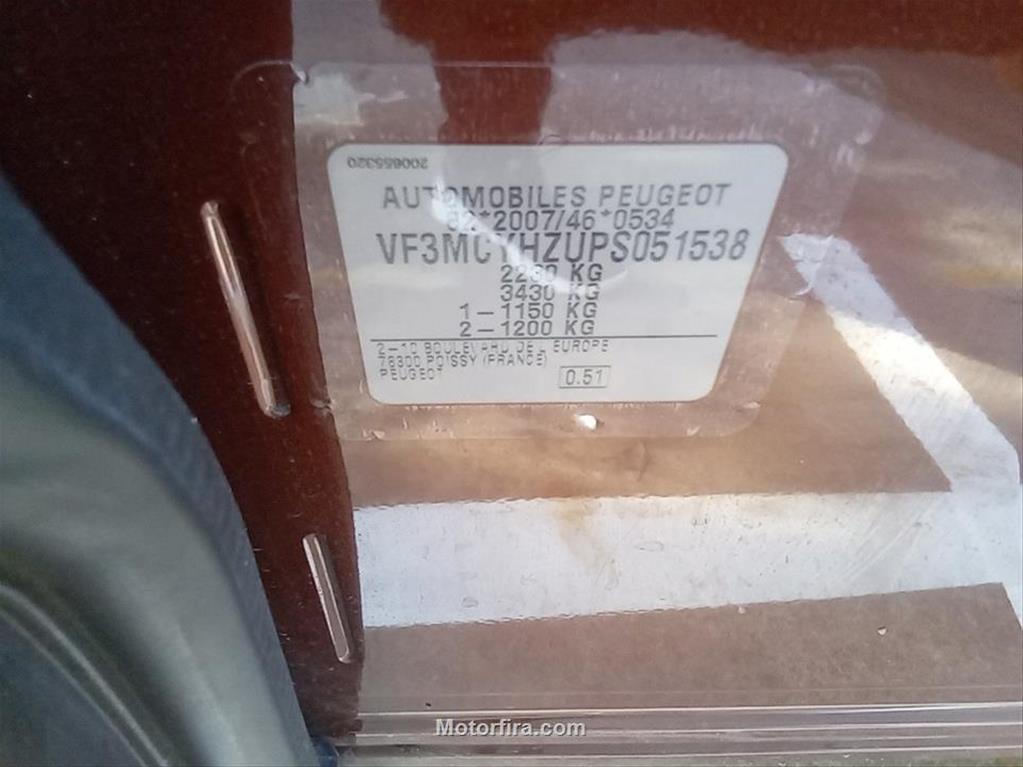 200655320
AUTOMOBILES PEUGEOT
e2*2007/46*0534
VF3MCYHZUPS051538
2230 KG
3430 KG
1-1150 KG
2-1200 KG
2-10 BOULEVARD DE L EUROPE
78300 POISSY (FRANCE)
PEUGEOT
0.51
Motorfira.com